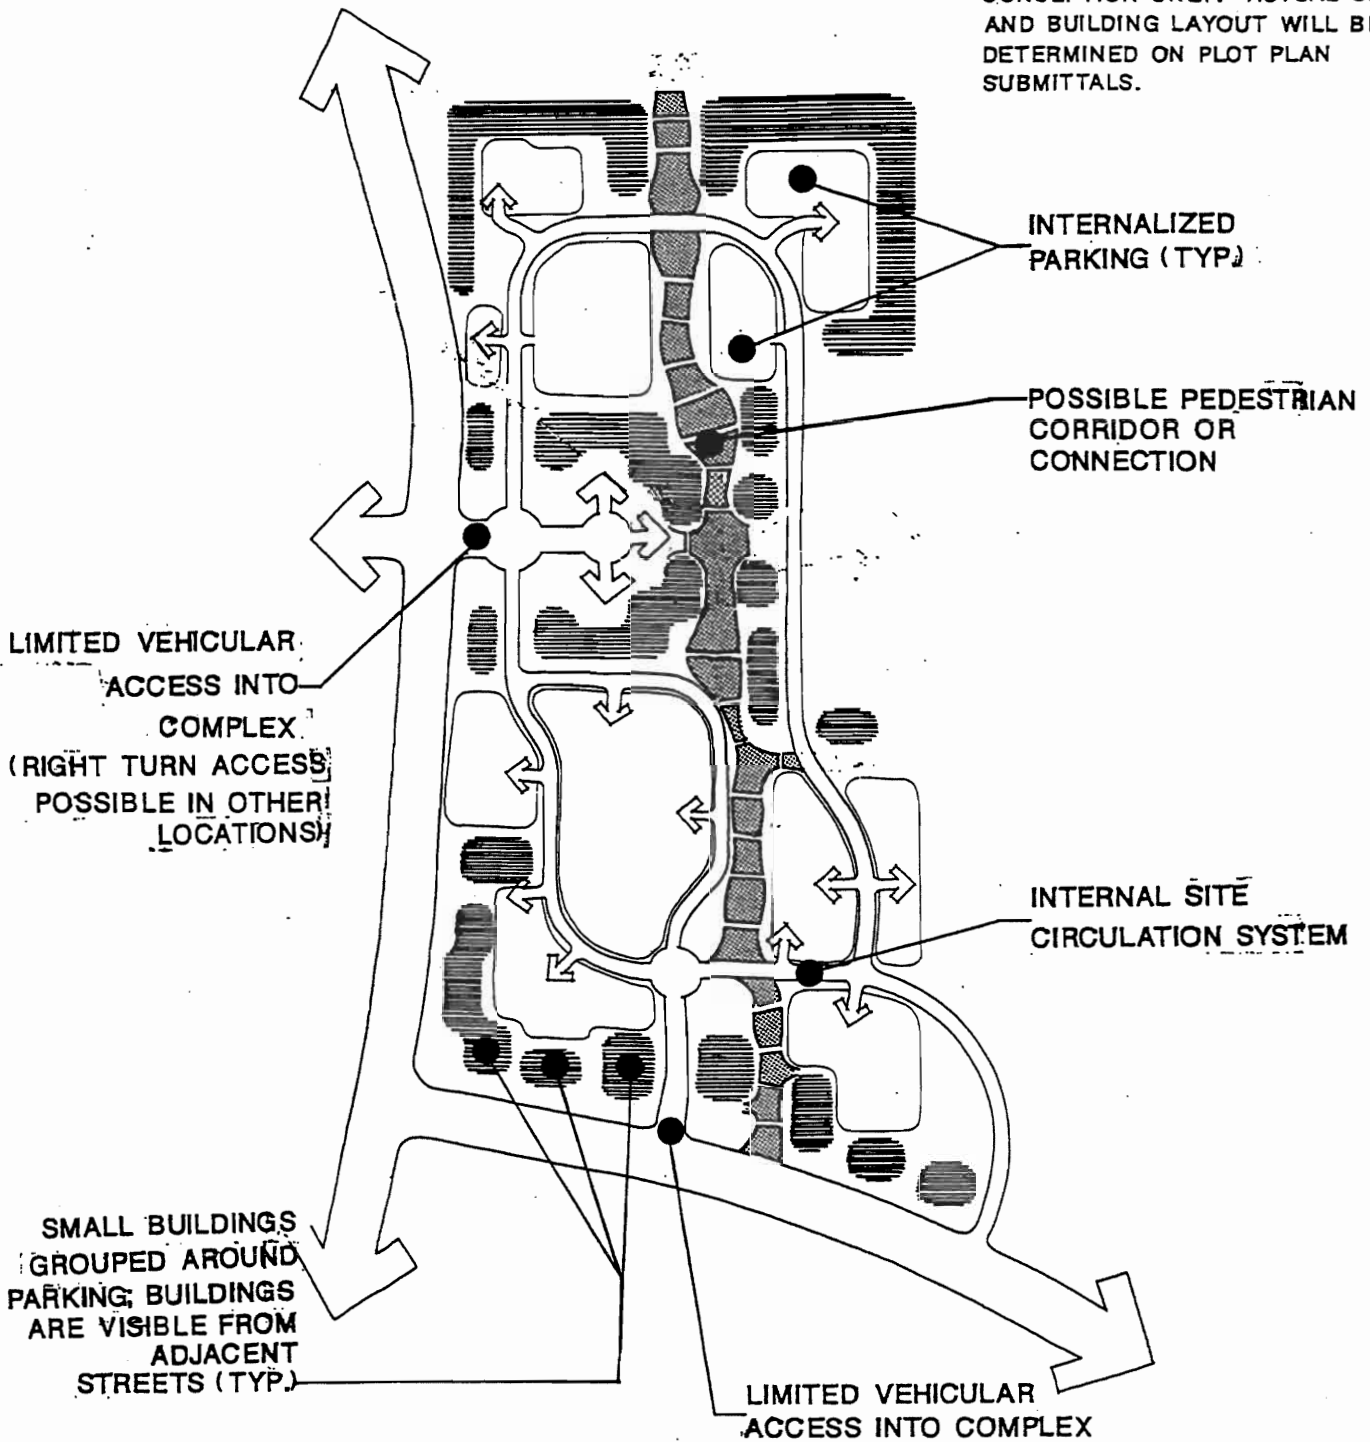 AND BUILDING LAYOUT WILL
DETERMINED ON PLOT PLAN
SUBMITTALS.
INTERNALIZED
PARKING (TYP.)
POSSIBLE PEDESTRIAN
CORRIDOR OR
CONNECTION
LIMITED VEHICULAR
ACCESS INTO
COMPLEX
(RIGHT TURN ACCESS
POSSIBLE IN OTHER
LOCATIONS)
INTERNAL SITE
CIRCULATION SYSTEM
SMALL BUILDINGS
GROUPED AROUND
PARKING; BUILDINGS
ARE VISIBLE FROM
ADJACENT
STREETS (TYP.)
LIMITED VEHICULAR
ACCESS INTO COMPLEX